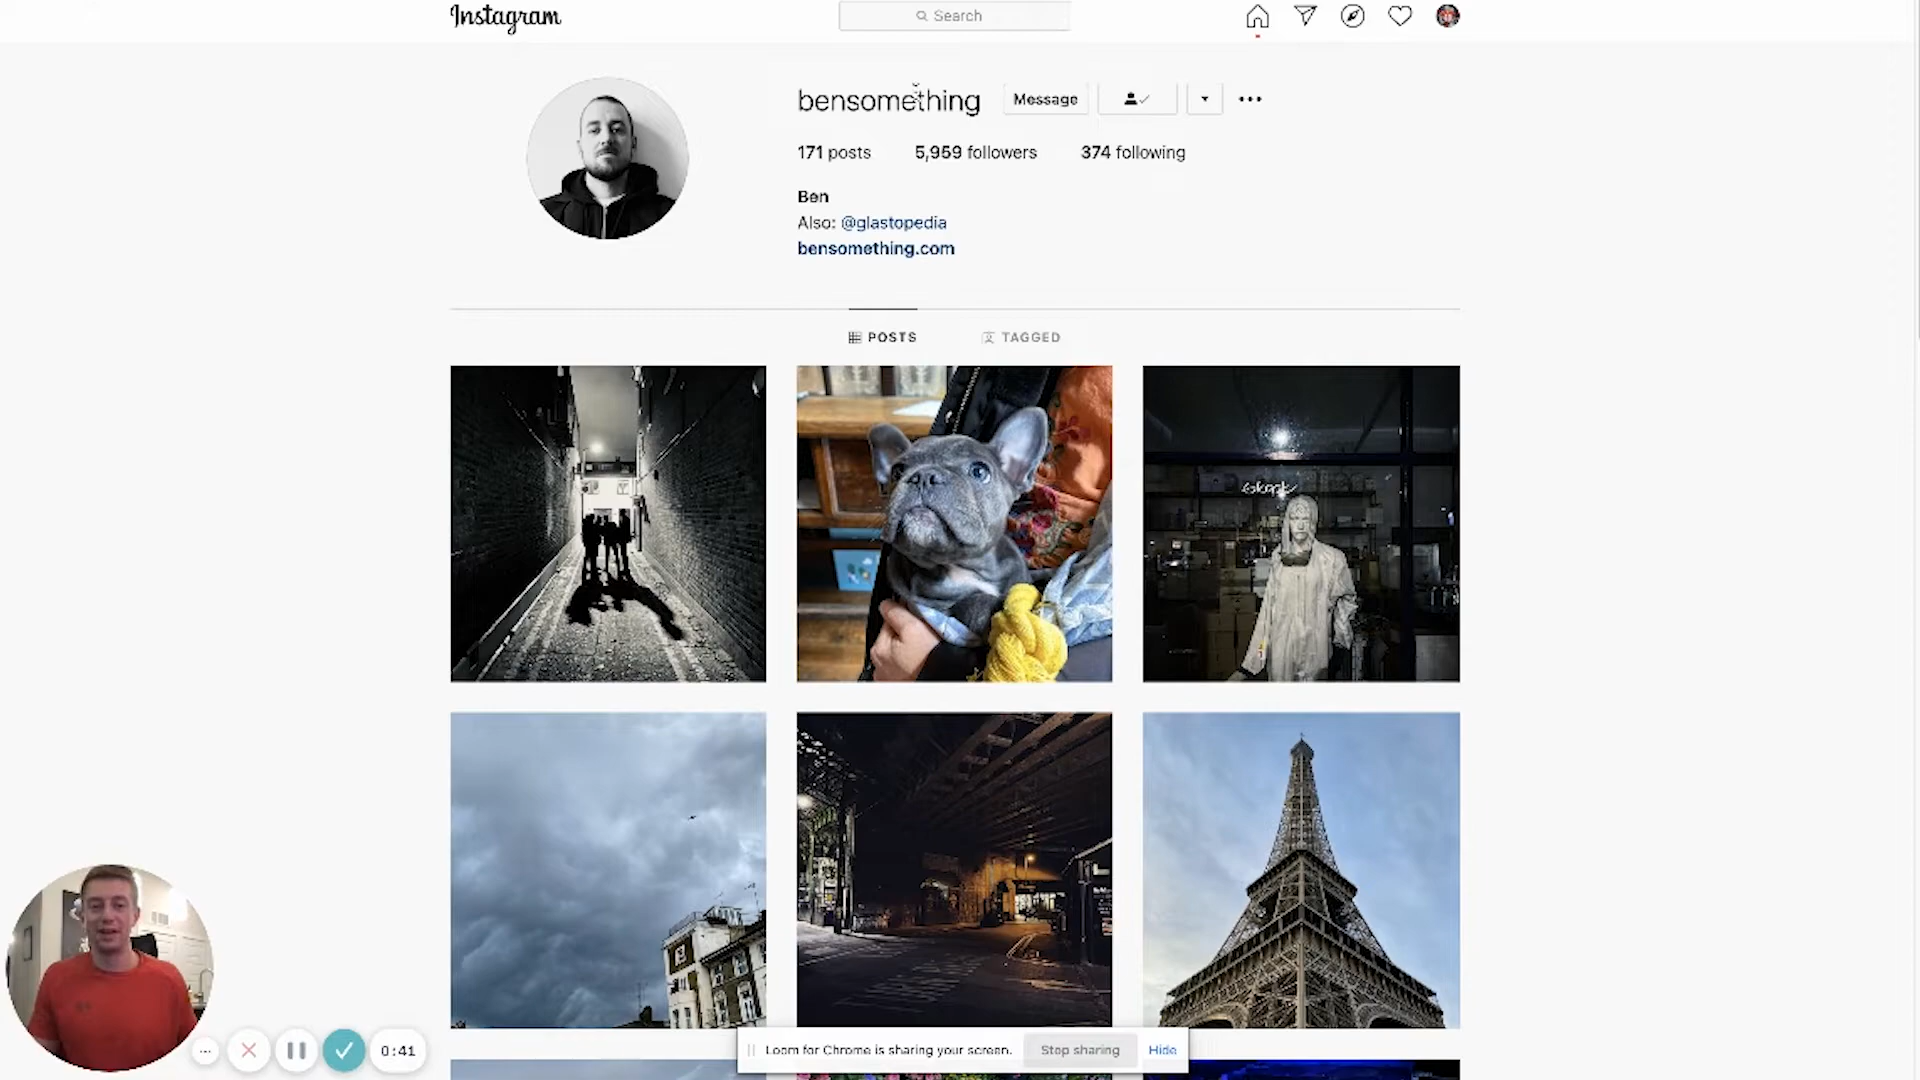 Instagram
Search
bensomething
Message
171 posts 5,959 followers 374 following
Ben
Also: @glastopedia
bensomething.com
POSTS TAGGED
0:41
Loom for Chrome is sharing your screen. Stop sharing Hide